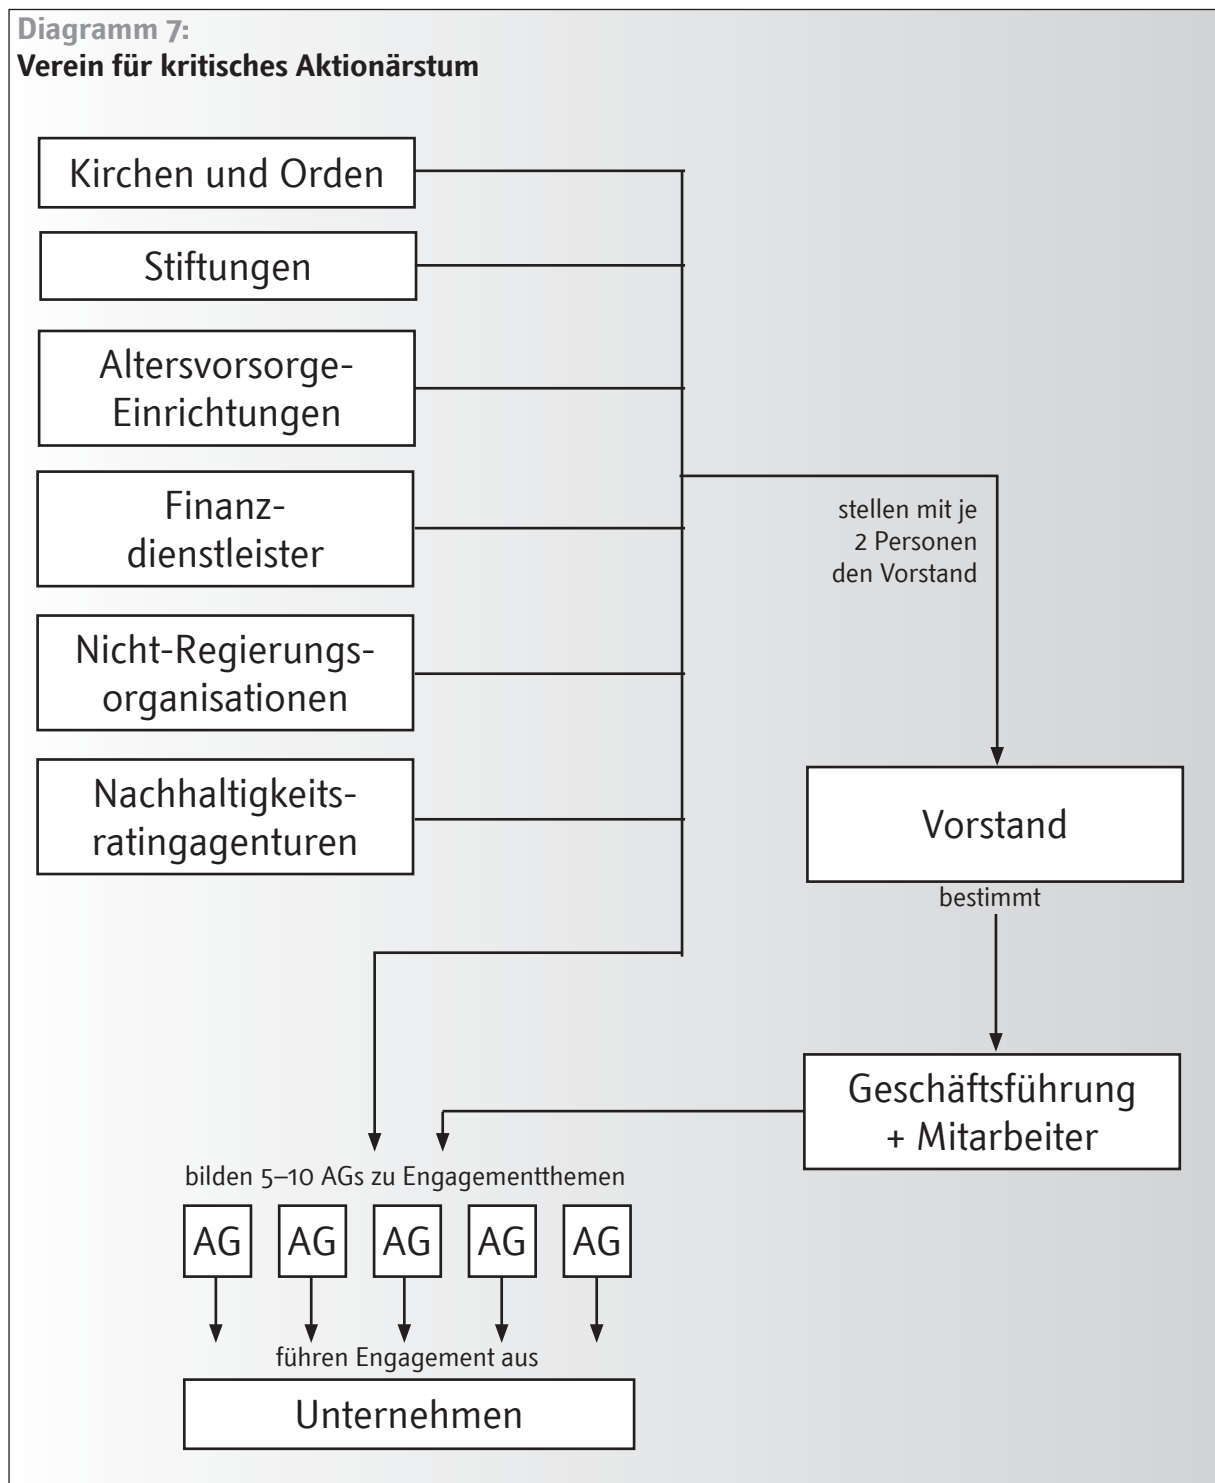 Diagramm 7:
Verein für kritisches Aktionärstum
Kirchen und Orden
Stiftungen
Altersvorsorge-
Einrichtungen
Finanz-
dienstleister
Nicht-Regierungs-
organisationen
Nachhaltigkeits-
ratingagenturen
stellen mit je
2 Personen
den Vorstand
Vorstand
bestimmt
Geschäftsführung
+ Mitarbeiter
bilden 5–10 AGs zu Engagementthemen
AG AG AG AG AG
führen Engagement aus
Unternehmen